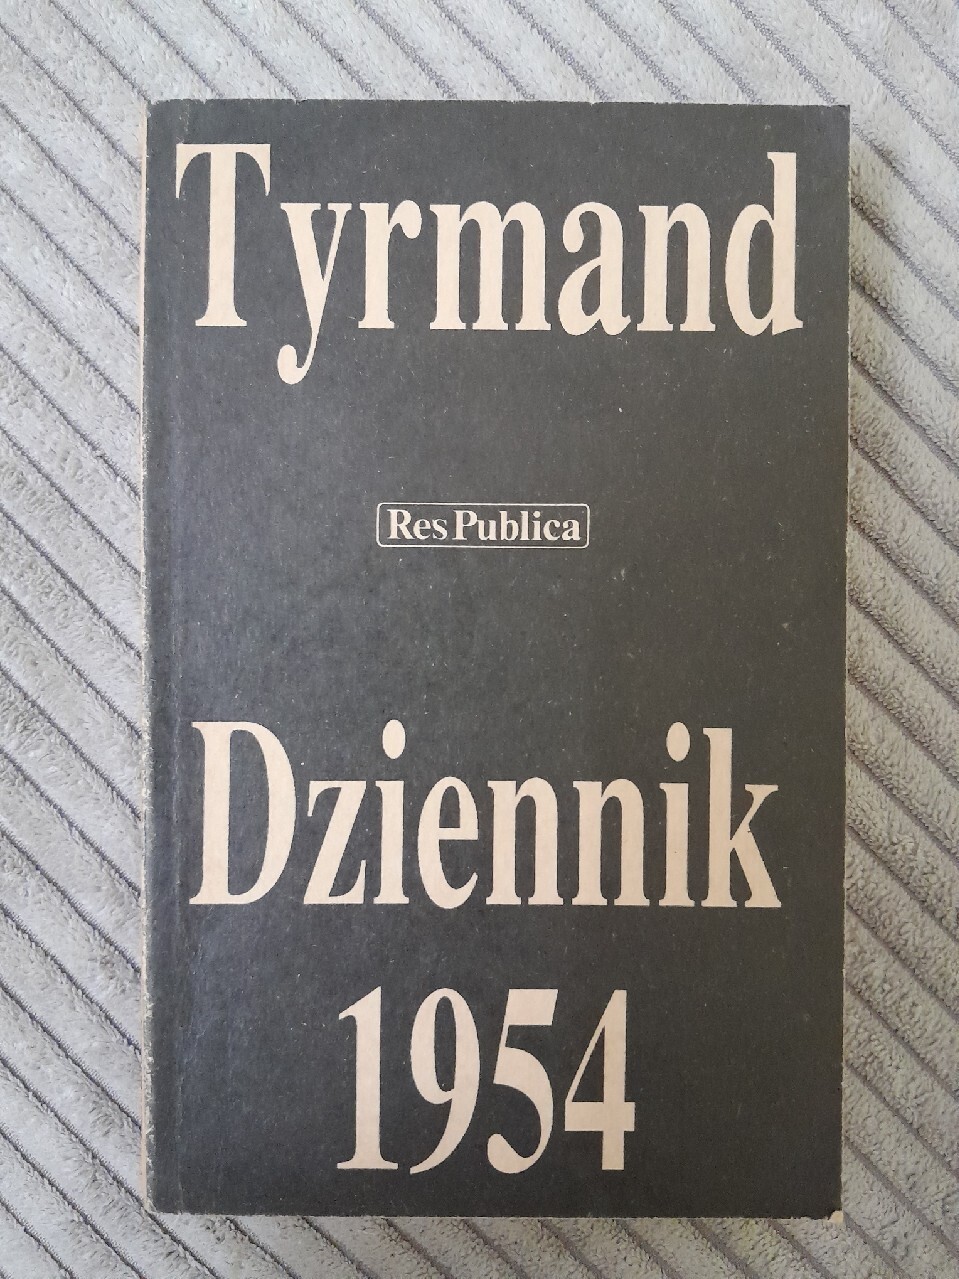 Tyrmand
Res Publica
Dziennik
1954